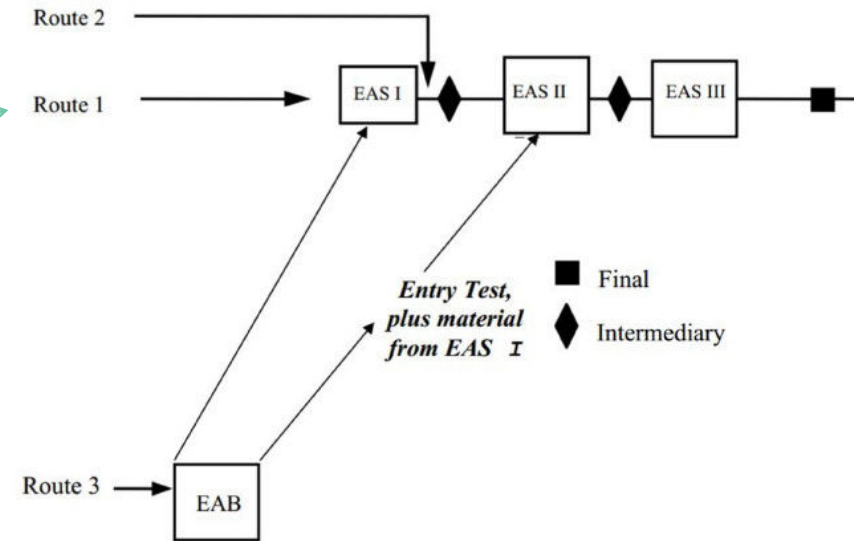 Route 2
Route 1
EAS I
EAS II
EAS III
Entry Test,
plus material
from EAS I
Final
Intermediary
Route 3
EAB